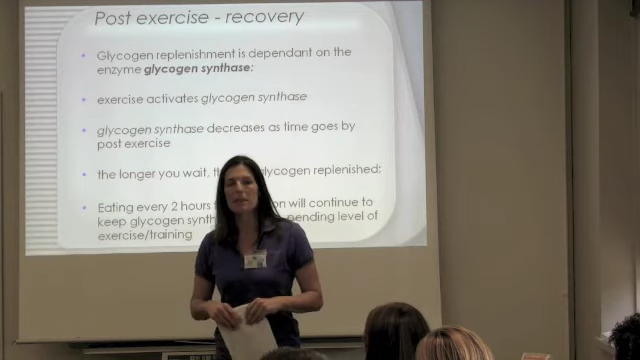 Post exercise - recovery
• Glycogen replenishment is dependant on the
enzyme glycogen synthase:
• exercise activates glycogen synthase
• glycogen synthase decreases as time goes by
post exercise
• the longer you wait, glycogen replenished;
• Eating every 2 hours will continue to
keep glycogen pending level of
exercise/training